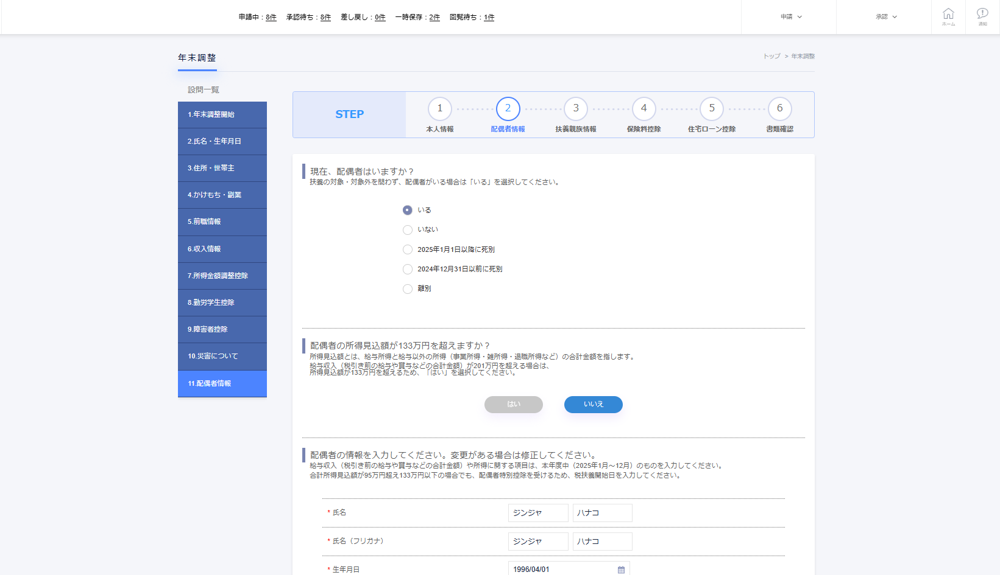 申請中：8件 承認待ち：8件 差し戻し：0件 一時保存：2件 回覧待ち：1件
申請
承認
ホーム
通知
年末調整
トップ > 年末調整
設問一覧
1.年末調整開始
2.氏名・生年月日
3.住所・世帯主
4.かけもち・副業
5.前職情報
6.収入情報
7.所得金額調整控除
8.勤労学生控除
9.障害者控除
10.災害について
11.配偶者情報
STEP
1 2 3 4 5 6
本人情報 配偶者情報 扶養親族情報 保険料控除 住宅ローン控除 書類確認
現在、配偶者はいますか？
扶養の対象・対象外を問わず、配偶者がいる場合は「いる」を選択してください。
いる
いない
2025年1月1日以降に死別
2024年12月31日以前に死別
離別
配偶者の所得見込額が133万円を超えますか？
所得見込額とは、給与所得と給与以外の所得（事業所得・雑所得・退職所得など）の合計金額を指します。
給与収入（税引き前の給与や賞与などの合計金額）が201万円を超える場合は、
所得見込額が133万円を超えるため、「はい」を選択してください。
はい いいえ
配偶者の情報を入力してください。変更がある場合は修正してください。
給与収入（税引き前の給与や賞与などの合計金額）や所得に関する項目は、本年度中（2025年1月～12月）のものを入力してください。
合計所得見込額が95万円超え133万円以下の場合でも、配偶者特別控除を受けるため、税扶養開始日を入力してください。
* 氏名 ジンジャ ハナコ
* 氏名（フリガナ） ジンジャ ハナコ
* 生年月日 1996/04/01